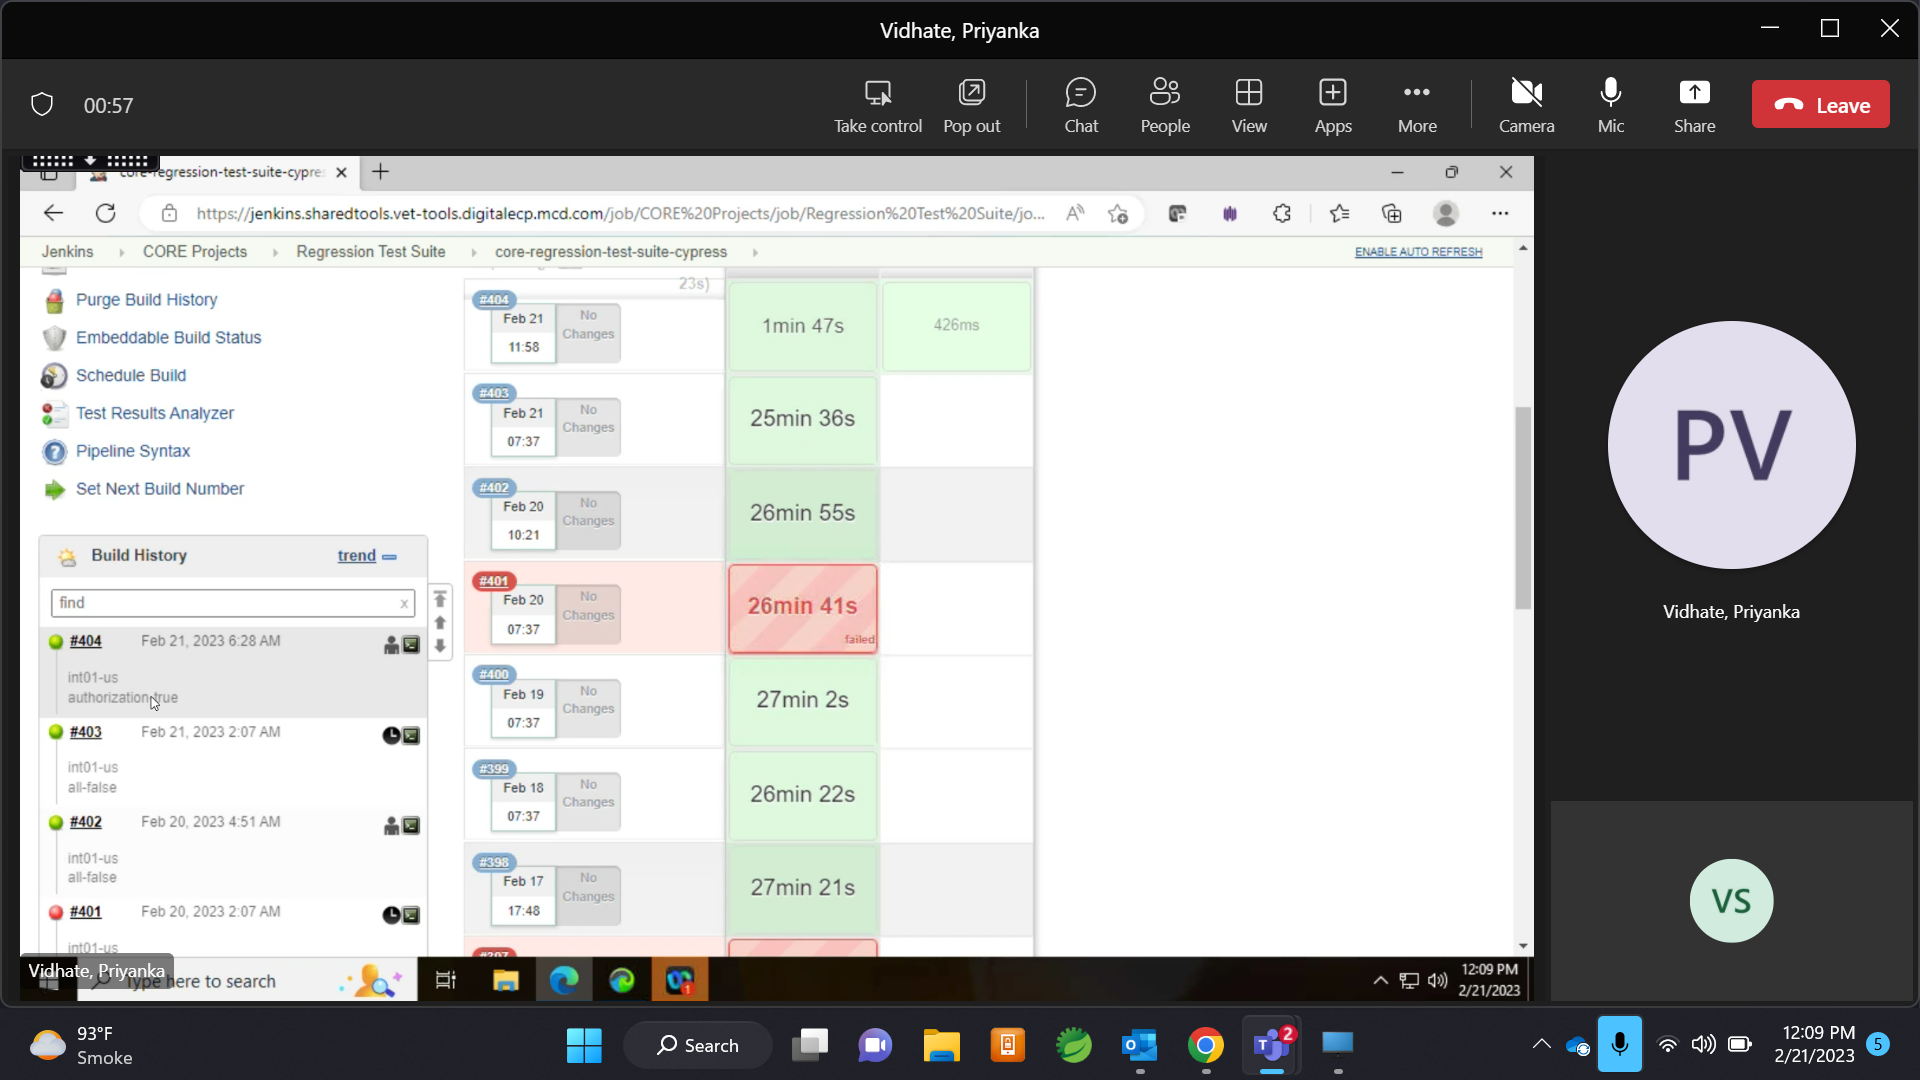 Vidhate, Priyanka
00:57
Take control
Pop out
Chat
People
View
Apps
More
Camera
Mic
Share
Leave
core-regression-test-suite-cypre
https://jenkins.sharedtools.vet-tools.digitalecp.mcd.com/job/CORE%20Projects/job/Regression%20Test%20Suite/jo...
Jenkins
CORE Projects
Regression Test Suite
core-regression-test-suite-cypress
ENABLE AUTO REFRESH
Purge Build History
Embeddable Build Status
Schedule Build
Test Results Analyzer
Pipeline Syntax
Set Next Build Number
Build History
trend
find
x
#404 Feb 21, 2023 6:28 AM
int01-us
authorization-true
#403 Feb 21, 2023 2:07 AM
int01-us
all-false
#402 Feb 20, 2023 4:51 AM
int01-us
all-false
#401 Feb 20, 2023 2:07 AM
int01-us
23s)
#404
Feb 21
11:58
No
Changes
1min 47s
426ms
#403
Feb 21
07:37
No
Changes
25min 36s
#402
Feb 20
10:21
No
Changes
26min 55s
#401
Feb 20
07:37
No
Changes
26min 41s
failed
#400
Feb 19
07:37
No
Changes
27min 2s
#399
Feb 18
07:37
No
Changes
26min 22s
#398
Feb 17
17:48
No
Changes
27min 21s
PV
Vidhate, Priyanka
VS
Vidhate, Priyanka
Type here to search
1
12:09 PM
2/21/2023
93°F
Smoke
Search
2
12:09 PM
2/21/2023
5